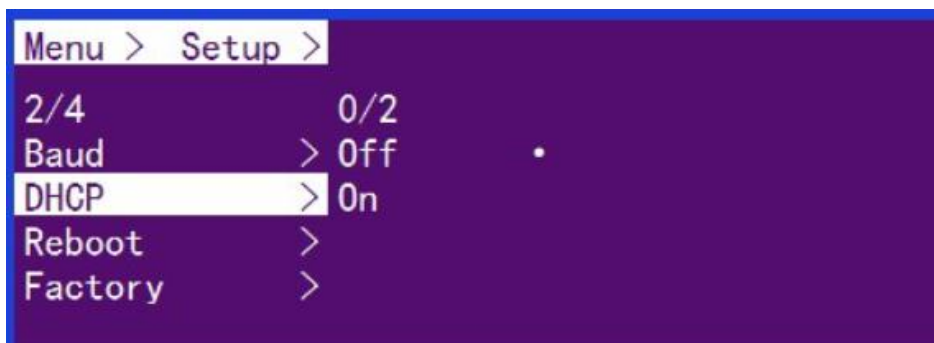 Menu > Setup >
2/4 0/2
Baud > Off •
DHCP > On
Reboot >
Factory >